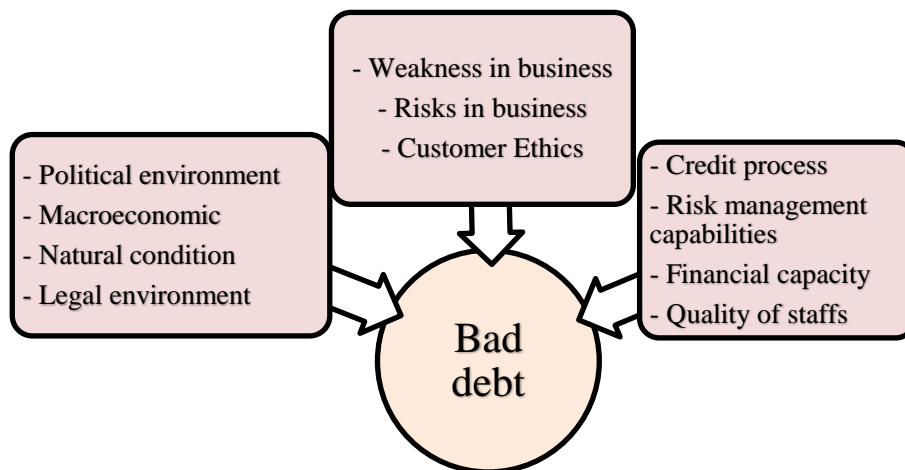 - Political environment
- Macroeconomic
- Natural condition
- Legal environment
- Weakness in business
- Risks in business
- Customer Ethics
- Credit process
- Risk management
capabilities
- Financial capacity
- Quality of staffs
Bad
debt